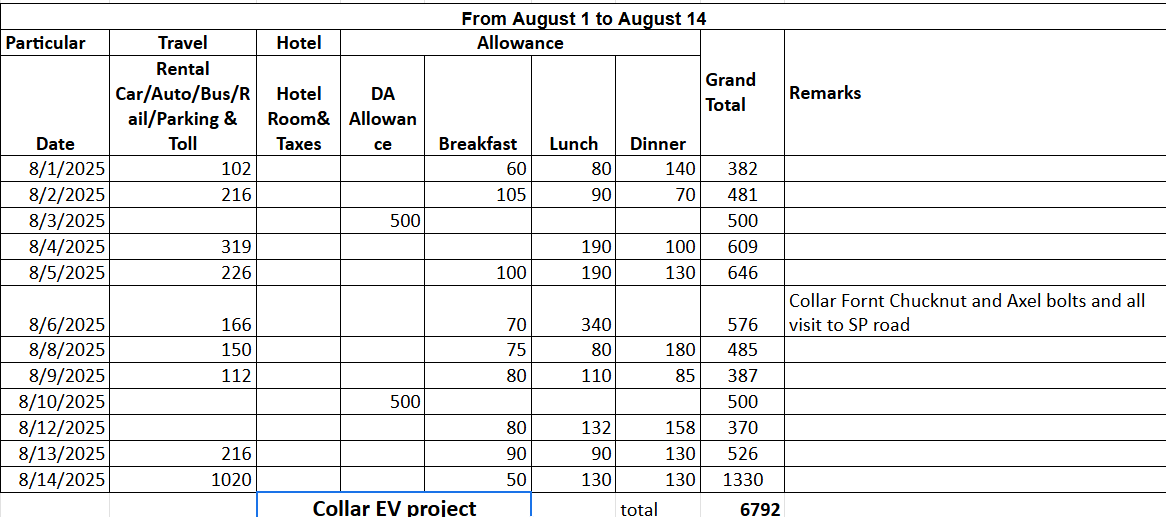 From August 1 to August 14
Particular Travel Hotel Allowance Grand Total Remarks
Date Rental Car/Auto/Bus/Rail/Parking & Toll Hotel Room& Taxes DA Allowance Breakfast Lunch Dinner
8/1/2025 102 60 80 140 382
8/2/2025 216 105 90 70 481
8/3/2025 500 500
8/4/2025 319 190 100 609
8/5/2025 226 100 190 130 646
8/6/2025 166 70 340 576 Collar Fornt Chucknut and Axel bolts and all visit to SP road
8/8/2025 150 75 80 180 485
8/9/2025 112 80 110 85 387
8/10/2025 500 500
8/12/2025 80 132 158 370
8/13/2025 216 90 90 130 526
8/14/2025 1020 50 130 130 1330
Collar EV project total 6792